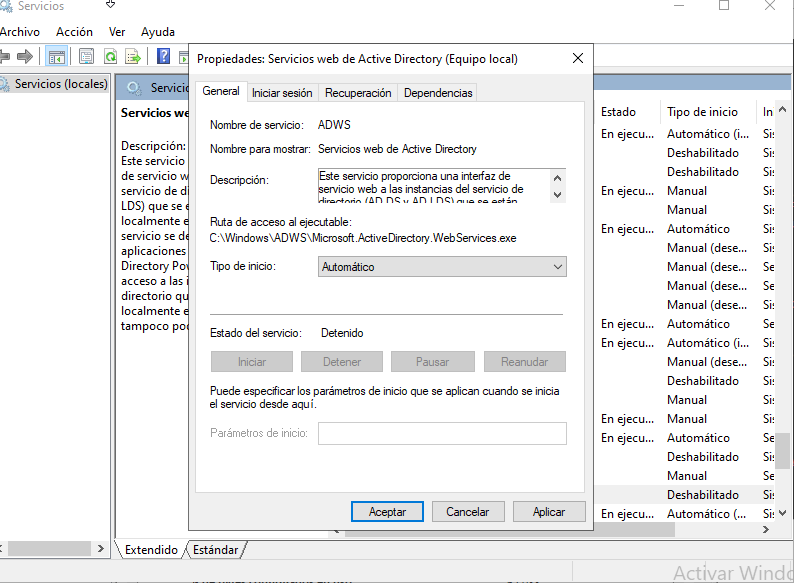 Servicios
Archivo Acción Ver Ayuda
Servicios (locales)
Servicio
Servicios we
Descripción:
Este servicio
de servicio w
servicio de di
LDS) que se e
localmente e
servicio se de
aplicaciones
Directory Pow
acceso a las i
directorio qu
localmente e
tampoco pod
Propiedades: Servicios web de Active Directory (Equipo local)
General Iniciar sesión Recuperación Dependencias
Nombre de servicio: ADWS
Nombre para mostrar: Servicios web de Active Directory
Descripción: Este servicio proporciona una interfaz de
servicio web a las instancias del servicio de
directorio (AD DS y AD LDS) que se están
Ruta de acceso al ejecutable:
C:\Windows\ADWS\Microsoft.ActiveDirectory.WebServices.exe
Tipo de inicio: Automático
Estado del servicio: Detenido
Iniciar Detener Pausar Reanudar
Puede especificar los parámetros de inicio que se aplican cuando se inicia
el servicio desde aquí.
Parámetros de inicio:
Aceptar Cancelar Aplicar
Estado Tipo de inicio In
En ejecu... Automático (i... Sis
Deshabilitado Sis
Deshabilitado Sis
En ejecu... Manual Sis
Manual Sis
En ejecu... Automático Sis
Manual (dese... Sis
Manual (dese... Se
Manual (dese... Sis
Manual (dese... Sis
En ejecu... Automático Se
En ejecu... Automático (i... Sis
Manual (dese... Sis
Deshabilitado Sis
Manual Sis
En ejecu... Manual Sis
En ejecu... Automático Se
Deshabilitado Sis
Manual Se
Deshabilitado Sis
En ejecu... Automático (... Sis
Extendido Estándar
Activar Windo